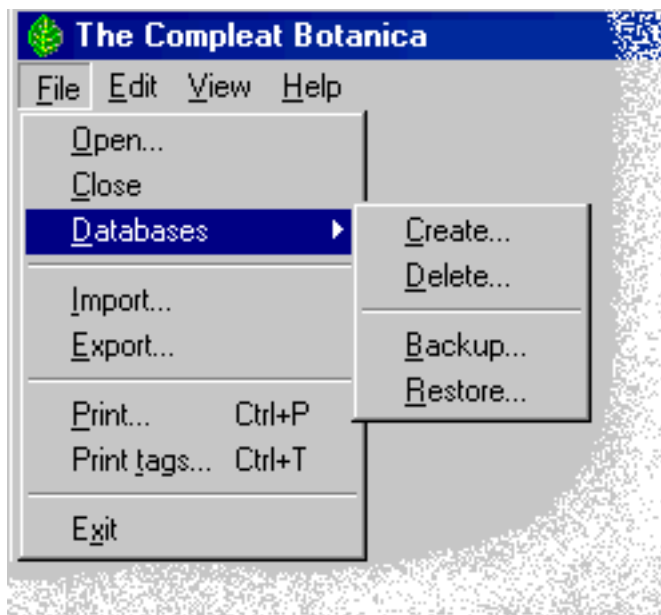 The Compleat Botanica
File Edit View Help
Open...
Close
Databases
Import...
Export...
Print... Ctrl+P
Print tags... Ctrl+T
Exit
Create...
Delete...
Backup...
Restore...